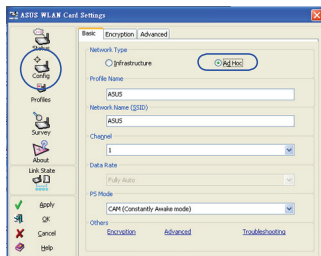 ASUS WLAN Card Settings
Status
Config
Profiles
Survey
About
Link State
Apply
OK
Cancel
Help
Basic Encryption Advanced
Network Type
Infrastructure Ad Hoc
Profile Name
ASUS
Network Name (SSID)
ASUS
Channel
1
Data Rate
Fully Auto
PS Mode
CAM (Constantly Awake mode)
Others
Encryption Advanced Troubleshooting